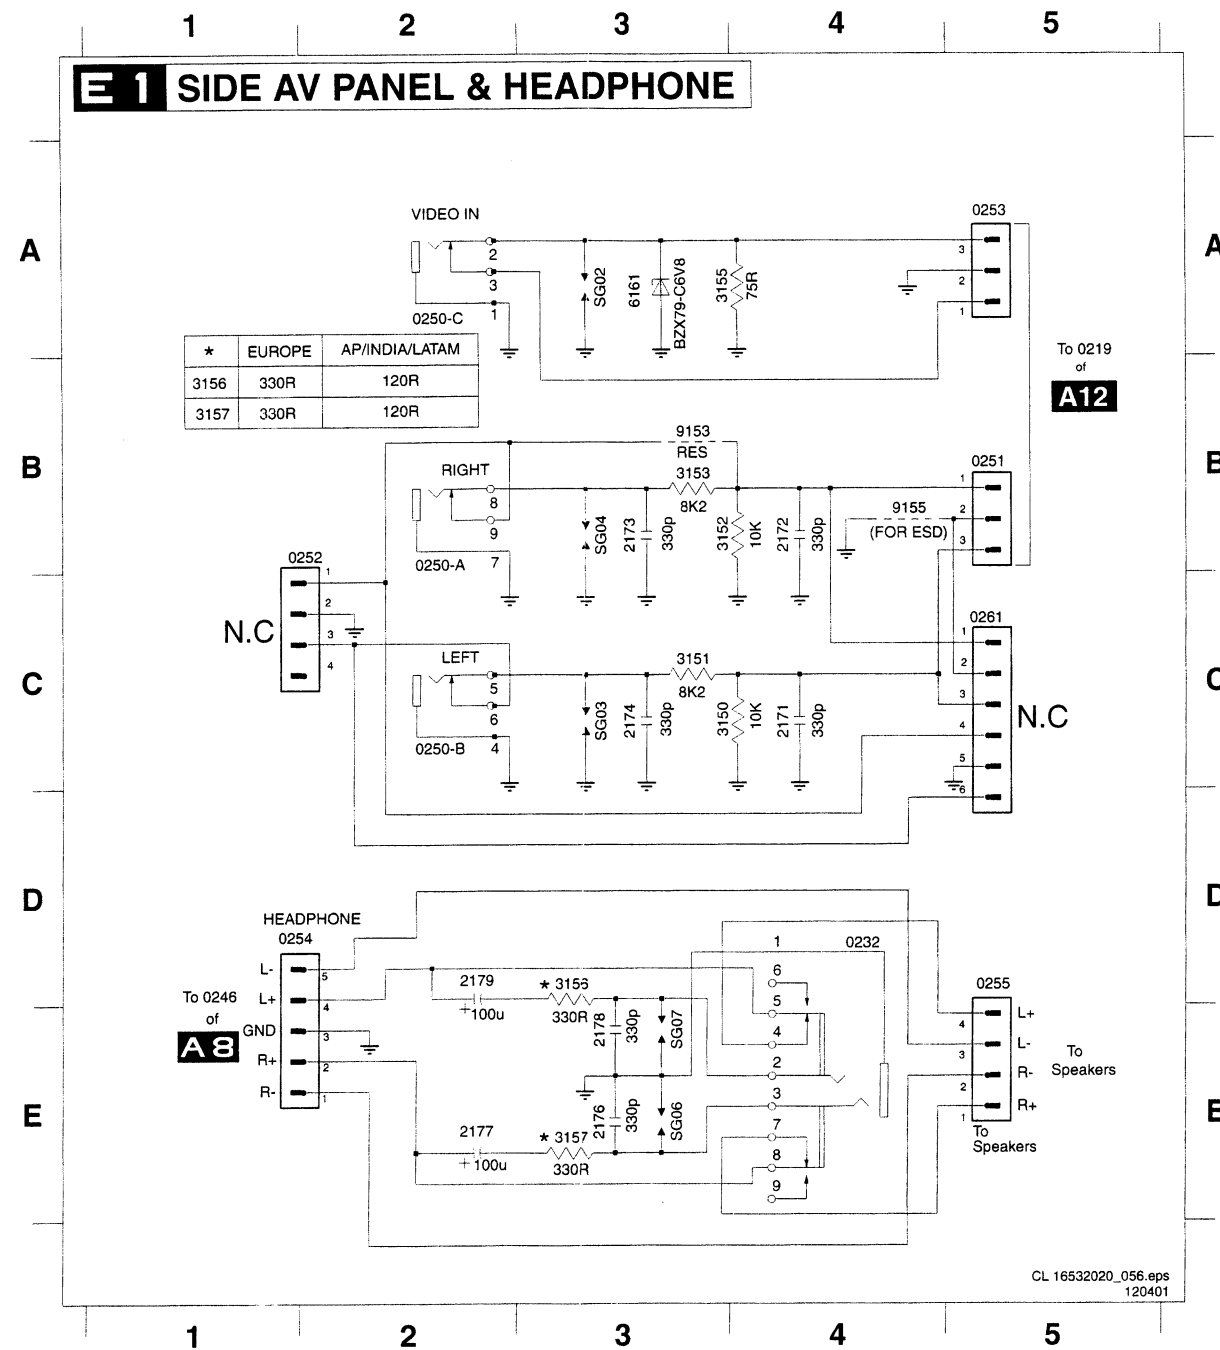 1 2 3 4 5
E 1 SIDE AV PANEL & HEADPHONE
A A
VIDEO IN
0253
2
3
1
0250-C
SG02
6161
BZX79-C6V8
3155
75R
3
2
1
* EUROPE AP/INDIA/LATAM
3156 330R 120R
3157 330R 120R
To 0219
of
A12
B B
9153
RES
RIGHT
8
9
7
0250-A
3153
8K2
SG04
2173
330p
3152
10K
2172
330p
9155
(FOR ESD)
0251
1
2
3
0252
1
2
3
4
N.C
C C
LEFT
5
6
4
0250-B
3151
8K2
SG03
2174
330p
3150
10K
2171
330p
0261
1
2
3
4
5
6
N.C
D D
HEADPHONE
0254
L-
L+
GND
R+
R-
5
4
3
2
1
To 0246
of
A8
2179
+100u
* 3156
330R
2178
330p
SG07
2176
330p
SG06
2177
+100u
* 3157
330R
1
0232
6
5
4
2
3
7
8
9
0255
L+
L-
R-
R+
4
3
2
1
To
Speakers
To
Speakers
E E
CL 16532020_056.eps
120401
1 2 3 4 5